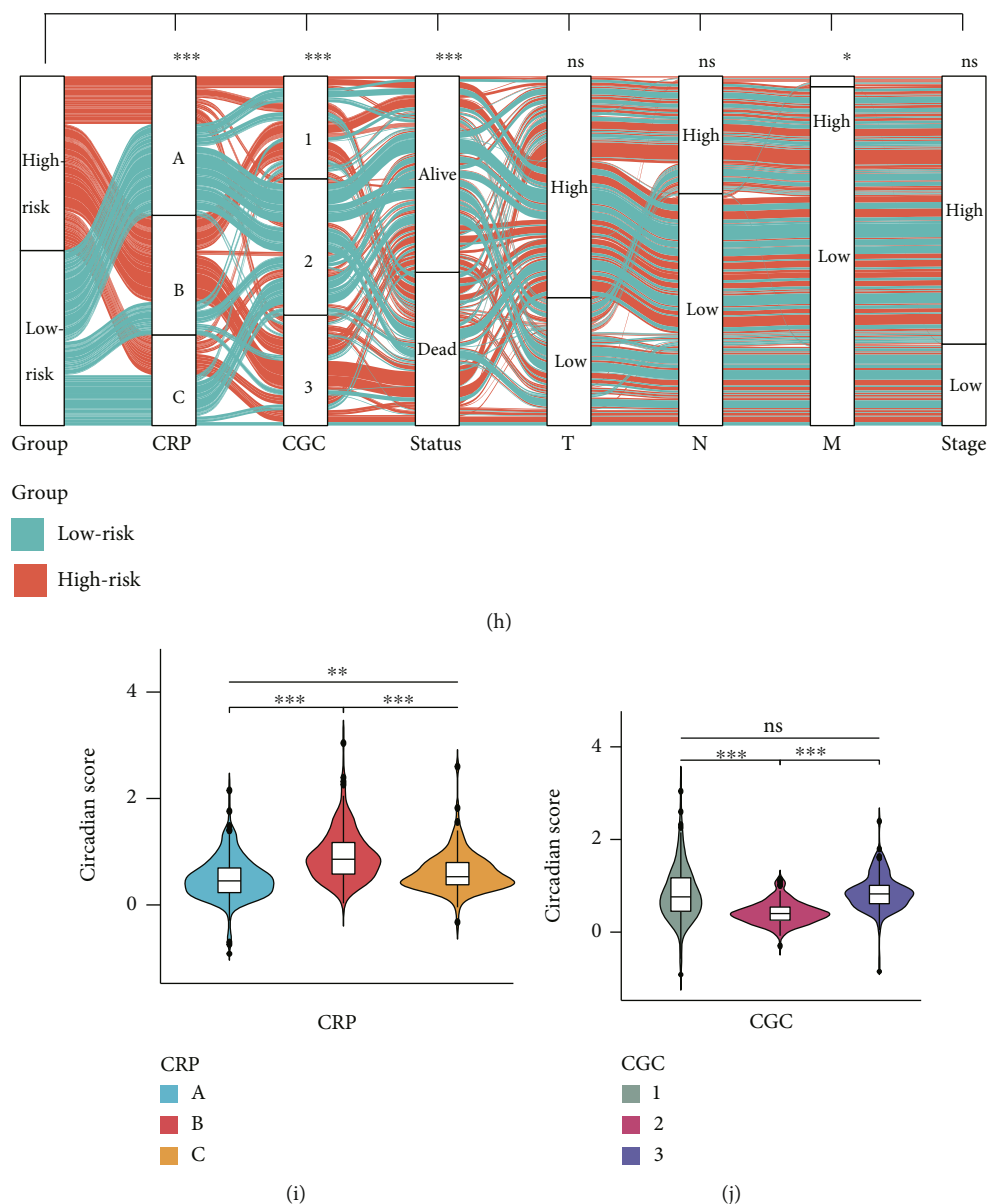 *** *** *** ns ns * ns
High-
risk
Low-
risk
A
B
C
1
2
3
Alive
Dead
High
Low
High
Low
High
Low
High
Low
Group CRP CGC Status T N M Stage
Group
Low-risk
High-risk
(h)
**
*** ***
4
2
0
Circadian score
CRP
CRP
A
B
C
(i)
ns
*** ***
4
2
0
Circadian score
CGC
CGC
1
2
3
(j)